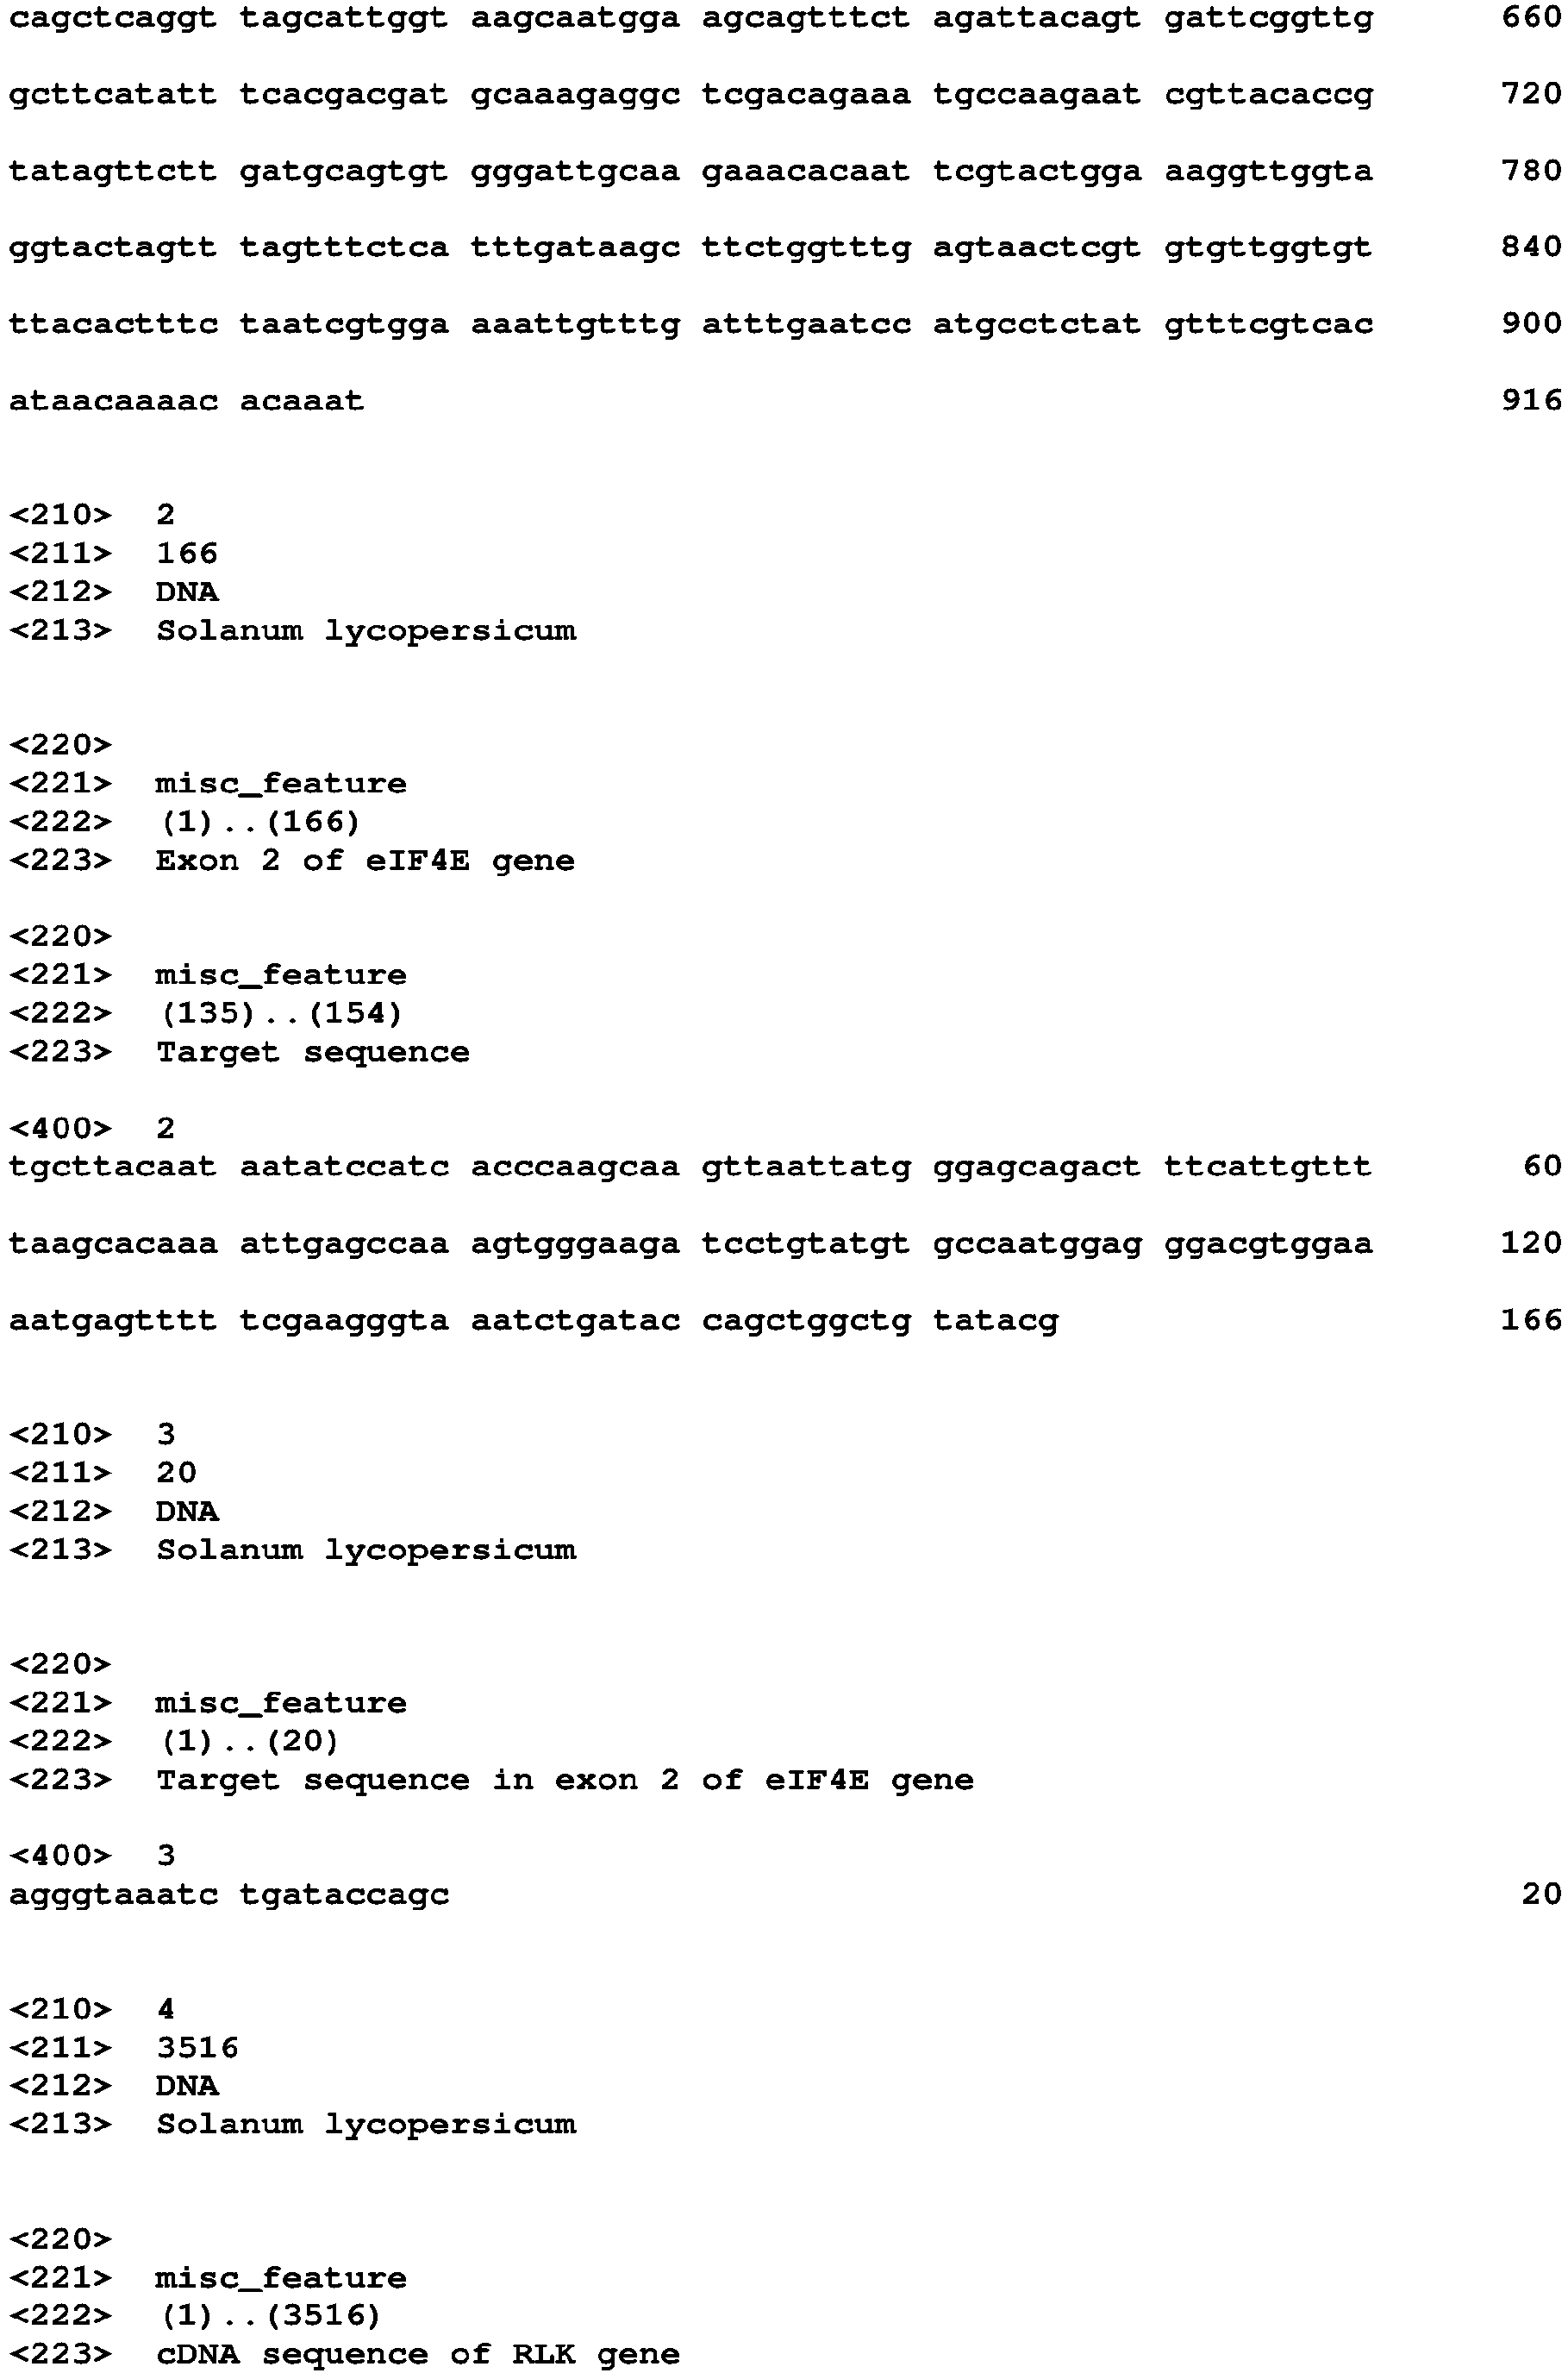 cagctcaggt tagcattggt aagcaatgga agcagtttct agattacagt gattcggttg 660
gcttcatatt tcacgacgat gcaaagaggc tcgacagaaa tgccaagaat cgttacaccg 720
tatagttctt gatgcagtgt gggattgcaa gaaacacaat tcgtactgga aaggttggta 780
ggtactagtt tagtttctca tttgataagc ttctggtttg agtaactcgt gtgttggtgt 840
ttacactttc taatcgtgga aaattgtttg atttgaatcc atgcctctat gtttcgtcac 900
ataacaaaac acaaat 916
<210> 2
<211> 166
<212> DNA
<213> Solanum lycopersicum
<220>
<221> misc_feature
<222> (1)..(166)
<223> Exon 2 of eIF4E gene
<220>
<221> misc_feature
<222> (135)..(154)
<223> Target sequence
<400> 2
tgcttacaat aatatccatc acccaagcaa gttaattatg ggagcagact ttcattgttt 60
taagcacaaa attgagccaa agtgggaaga tcctgtatgt gccaatggag ggacgtggaa 120
aatgagtttt tcgaagggta aatctgatac cagctggctg tatacg 166
<210> 3
<211> 20
<212> DNA
<213> Solanum lycopersicum
<220>
<221> misc_feature
<222> (1)..(20)
<223> Target sequence in exon 2 of eIF4E gene
<400> 3
agggtaaatc tgataccagc 20
<210> 4
<211> 3516
<212> DNA
<213> Solanum lycopersicum
<220>
<221> misc_feature
<222> (1)..(3516)
<223> cDNA sequence of RLK gene